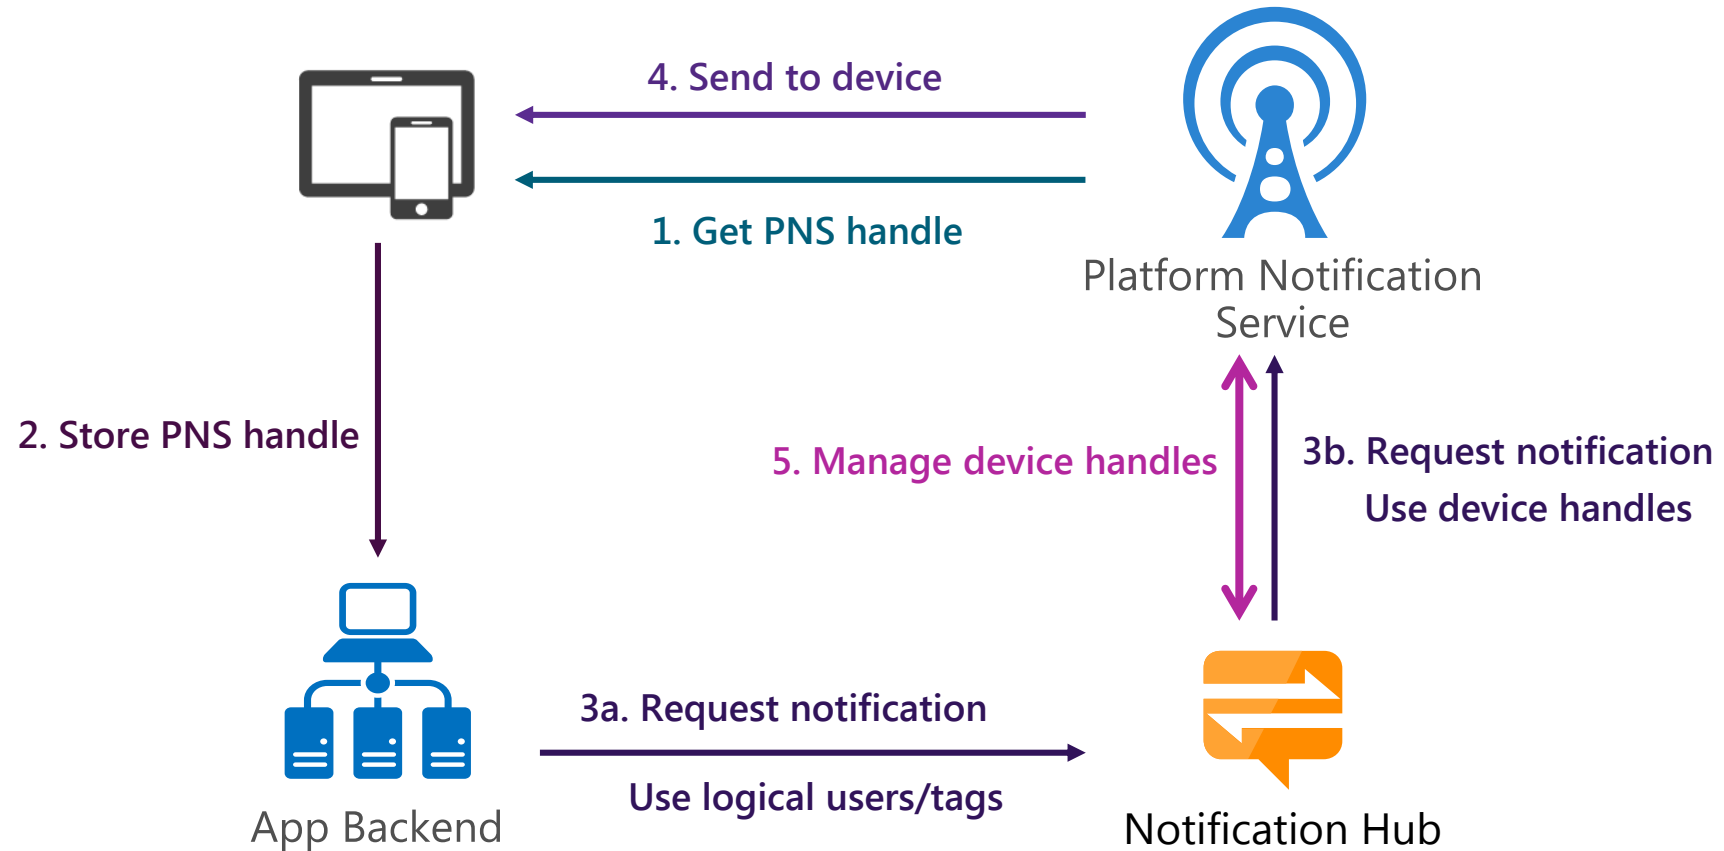 4. Send to device
1. Get PNS handle
Platform Notification
Service
2. Store PNS handle
5. Manage device handles
3b. Request notification
Use device handles
3a. Request notification
Use logical users/tags
App Backend
Notification Hub